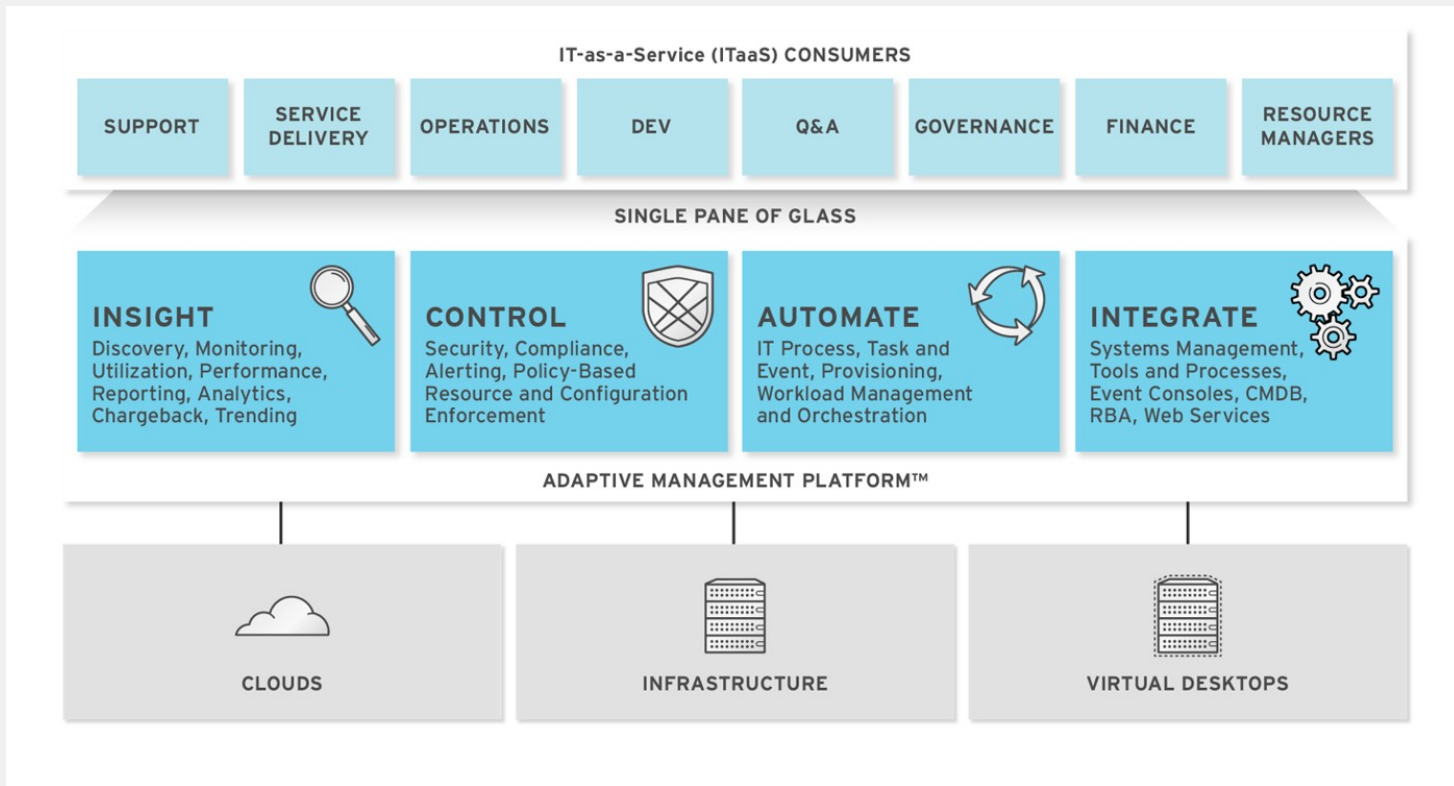 IT-as-a-Service (ITaaS) CONSUMERS
SUPPORT
SERVICE
DELIVERY
OPERATIONS
DEV
Q&A
GOVERNANCE
FINANCE
RESOURCE
MANAGERS
SINGLE PANE OF GLASS
INSIGHT
Discovery, Monitoring,
Utilization, Performance,
Reporting, Analytics,
Chargeback, Trending
CONTROL
Security, Compliance,
Alerting, Policy-Based
Resource and Configuration
Enforcement
AUTOMATE
IT Process, Task and
Event, Provisioning,
Workload Management
and Orchestration
INTEGRATE
Systems Management,
Tools and Processes,
Event Consoles, CMDB,
RBA, Web Services
ADAPTIVE MANAGEMENT PLATFORM™
CLOUDS
INFRASTRUCTURE
VIRTUAL DESKTOPS